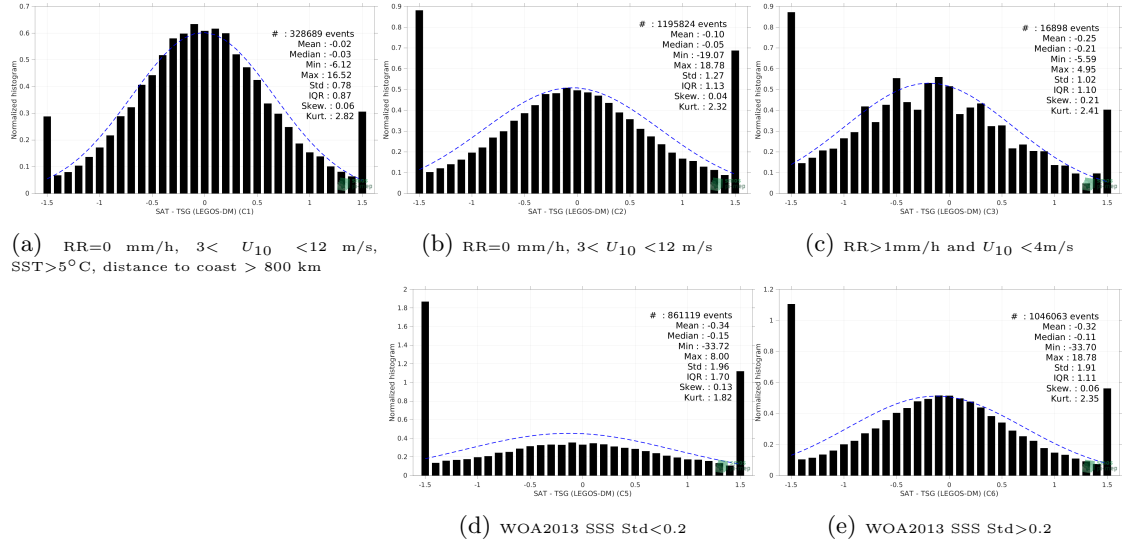 Normalized histogram
0.7
0.6
0.5
0.4
0.3
0.2
0.1
0
-1.5
-1
-0.5
0
0.5
1
1.5
SAT - TSG (LEGOS-DM) (C1)
# : 328689 events
Mean : -0.02
Median : -0.03
Min : -6.12
Max : 16.52
Std : 0.78
IQR : 0.87
Skew. : 0.06
Kurt. : 2.82
(a) RR=0 mm/h, 3< U10 <12 m/s,
SST>5°C, distance to coast > 800 km
Normalized histogram
0.9
0.8
0.7
0.6
0.5
0.4
0.3
0.2
0.1
0
-1.5
-1
-0.5
0
0.5
1
1.5
SAT - TSG (LEGOS-DM) (C2)
# : 1195824 events
Mean : -0.10
Median : -0.05
Min : -19.07
Max : 18.78
Std : 1.27
IQR : 1.13
Skew. : 0.04
Kurt. : 2.32
(b) RR=0 mm/h, 3< U10 <12 m/s
Normalized histogram
0.9
0.8
0.7
0.6
0.5
0.4
0.3
0.2
0.1
0
-1.5
-1
-0.5
0
0.5
1
1.5
SAT - TSG (LEGOS-DM) (C3)
# : 16898 events
Mean : -0.25
Median : -0.21
Min : -5.59
Max : 4.95
Std : 1.02
IQR : 1.10
Skew. : 0.21
Kurt. : 2.41
(c) RR>1mm/h and U10 <4m/s
Normalized histogram
2
1.8
1.6
1.4
1.2
1
0.8
0.6
0.4
0.2
0
-1.5
-1
-0.5
0
0.5
1
1.5
SAT - TSG (LEGOS-DM) (C5)
# : 861119 events
Mean : -0.34
Median : -0.15
Min : -33.72
Max : 8.00
Std : 1.96
IQR : 1.70
Skew. : 0.13
Kurt. : 1.82
(d) WOA2013 SSS Std<0.2
Normalized histogram
1.2
1
0.8
0.6
0.4
0.2
0
-1.5
-1
-0.5
0
0.5
1
1.5
SAT - TSG (LEGOS-DM) (C6)
# : 1046063 events
Mean : -0.32
Median : -0.11
Min : -33.70
Max : 18.78
Std : 1.91
IQR : 1.11
Skew. : 0.06
Kurt. : 2.35
(e) WOA2013 SSS Std>0.2